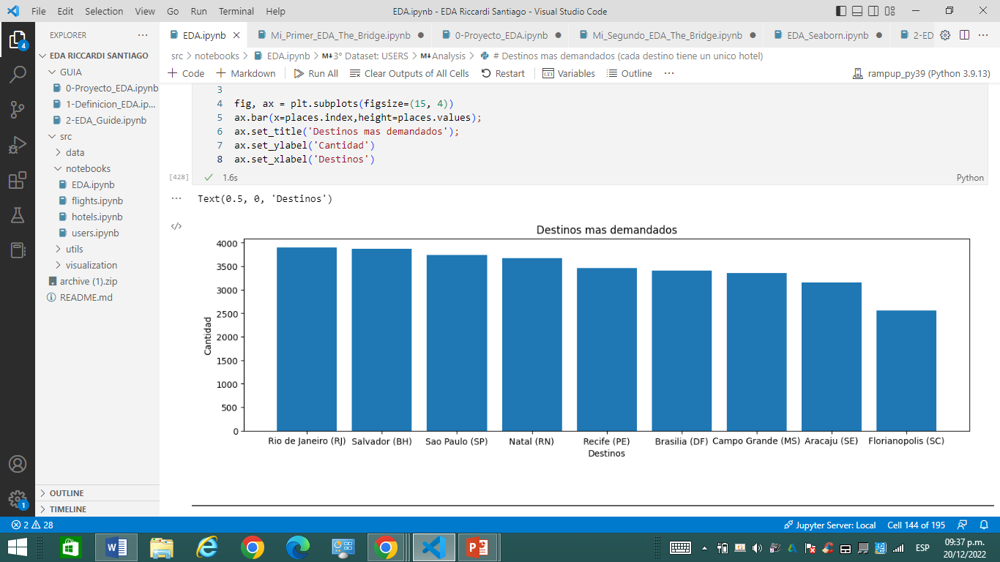 File Edit Selection View Go Run Terminal Help
EDA.ipynb - EDA Riccardi Santiago - Visual Studio Code
EXPLORER
EDA RICCARDI SANTIAGO
GUIA
0-Proyecto_EDA.ipynb
1-Definicion_EDA.ip...
2-EDA_Guide.ipynb
src
data
notebooks
EDA.ipynb
flights.ipynb
hotels.ipynb
users.ipynb
utils
visualization
archive (1).zip
README.md
OUTLINE
TIMELINE
4
1
EDA.ipynb Mi_Primer_EDA_The_Bridge.ipynb 0-Proyecto_EDA.ipynb Mi_Segundo_EDA_The_Bridge.ipynb EDA_Seaborn.ipynb 2-ED
src > notebooks > EDA.ipynb > M↓3° Dataset: USERS > M↓Analysis > # Destinos mas demandados (cada destino tiene un unico hotel)
Code Markdown Run All Clear Outputs of All Cells Restart Variables Outline ...
rampup_py39 (Python 3.9.13)
3
4 fig, ax = plt.subplots(figsize=(15, 4))
5 ax.bar(x=places.index,height=places.values);
6 ax.set_title('Destinos mas demandados');
7 ax.set_ylabel('Cantidad')
8 ax.set_xlabel('Destinos')
[428] 1.6s Python
Text(0.5, 0, 'Destinos')
Destinos mas demandados
4000
3500
3000
2500
2000
1500
1000
500
0
Cantidad
Rio de Janeiro (RJ) Salvador (BH) Sao Paulo (SP) Natal (RN) Recife (PE) Brasilia (DF) Campo Grande (MS) Aracaju (SE) Florianopolis (SC)
Destinos
2 28
Jupyter Server: Local Cell 144 of 195
ESP
09:37 p.m.
20/12/2022